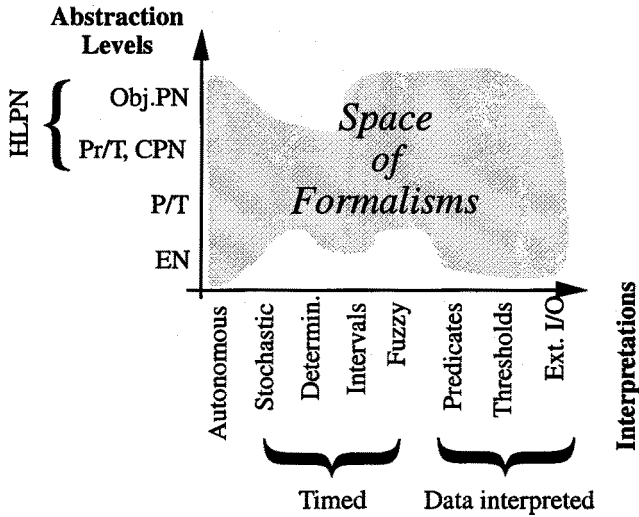 Abstraction
Levels
HLPN
Obj.PN
Pr/T, CPN
P/T
EN
Space
of
Formalisms
Autonomous
Stochastic
Determin.
Intervals
Fuzzy
Predicates
Thresholds
Ext. I/O
Interpretations
Timed
Data interpreted